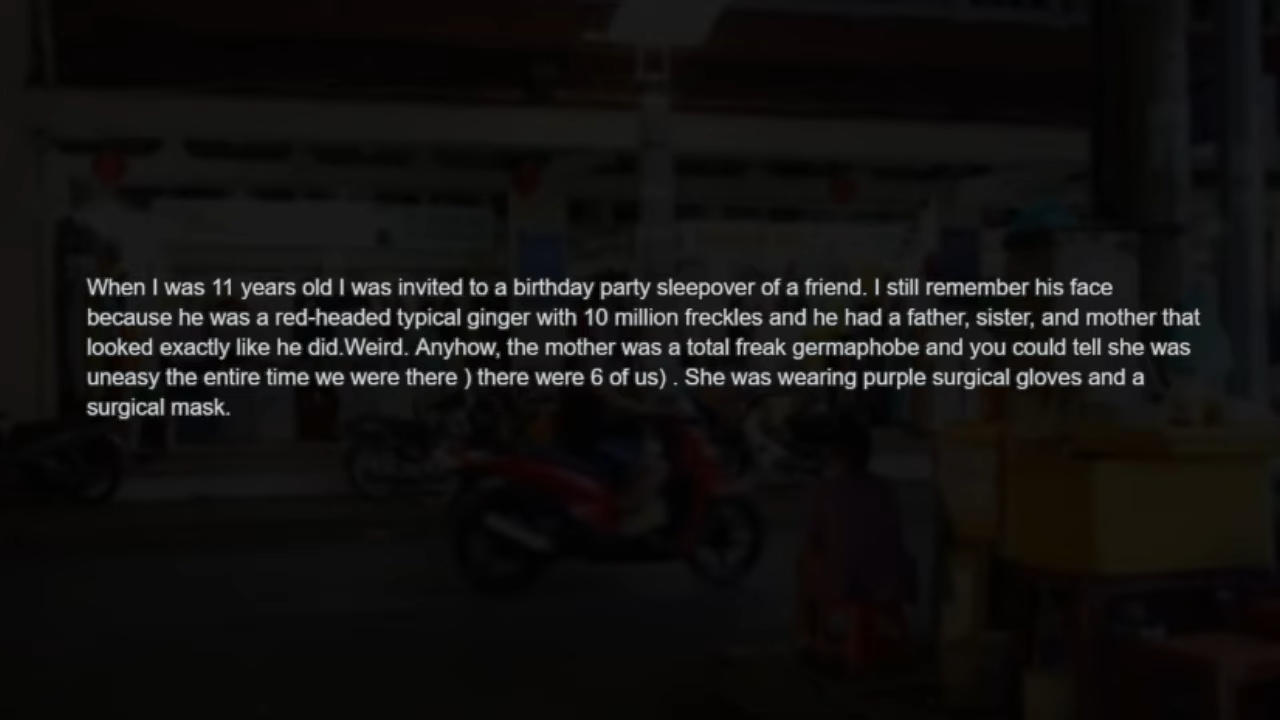 When I was 11 years old I was invited to a birthday party sleepover of a friend. I still remember his face
because he was a red-headed typical ginger with 10 million freckles and he had a father, sister, and mother that
looked exactly like he did.Weird. Anyhow, the mother was a total freak germaphobe and you could tell she was
uneasy the entire time we were there ) there were 6 of us) . She was wearing purple surgical gloves and a
surgical mask.